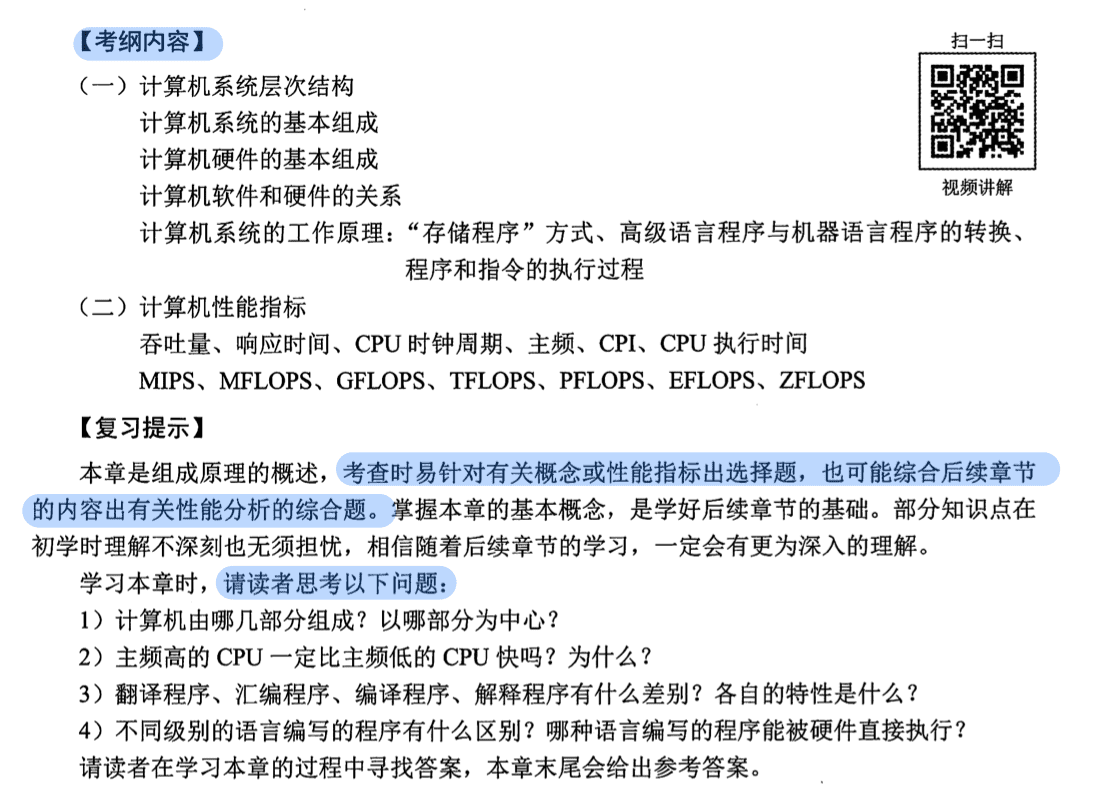 【考纲内容】
扫一扫
（一）计算机系统层次结构
计算机系统的基本组成
计算机硬件的基本组成
计算机软件和硬件的关系
视频讲解
计算机系统的工作原理：“存储程序”方式、高级语言程序与机器语言程序的转换、
程序和指令的执行过程
（二）计算机性能指标
吞吐量、响应时间、CPU 时钟周期、主频、CPI、CPU 执行时间
MIPS、MFLOPS、GFLOPS、TFLOPS、PFLOPS、EFLOPS、ZFLOPS
【复习提示】
本章是组成原理的概述，考查时易针对有关概念或性能指标出选择题，也可能综合后续章节
的内容出有关性能分析的综合题。掌握本章的基本概念，是学好后续章节的基础。部分知识点在
初学时理解不深刻也无须担忧，相信随着后续章节的学习，一定会有更为深入的理解。
学习本章时，请读者思考以下问题：
1）计算机由哪几部分组成？以哪部分为中心？
2）主频高的 CPU 一定比主频低的 CPU 快吗？为什么？
3）翻译程序、汇编程序、编译程序、解释程序有什么差别？各自的特性是什么？
4）不同级别的语言编写的程序有什么区别？哪种语言编写的程序能被硬件直接执行？
请读者在学习本章的过程中寻找答案，本章末尾会给出参考答案。